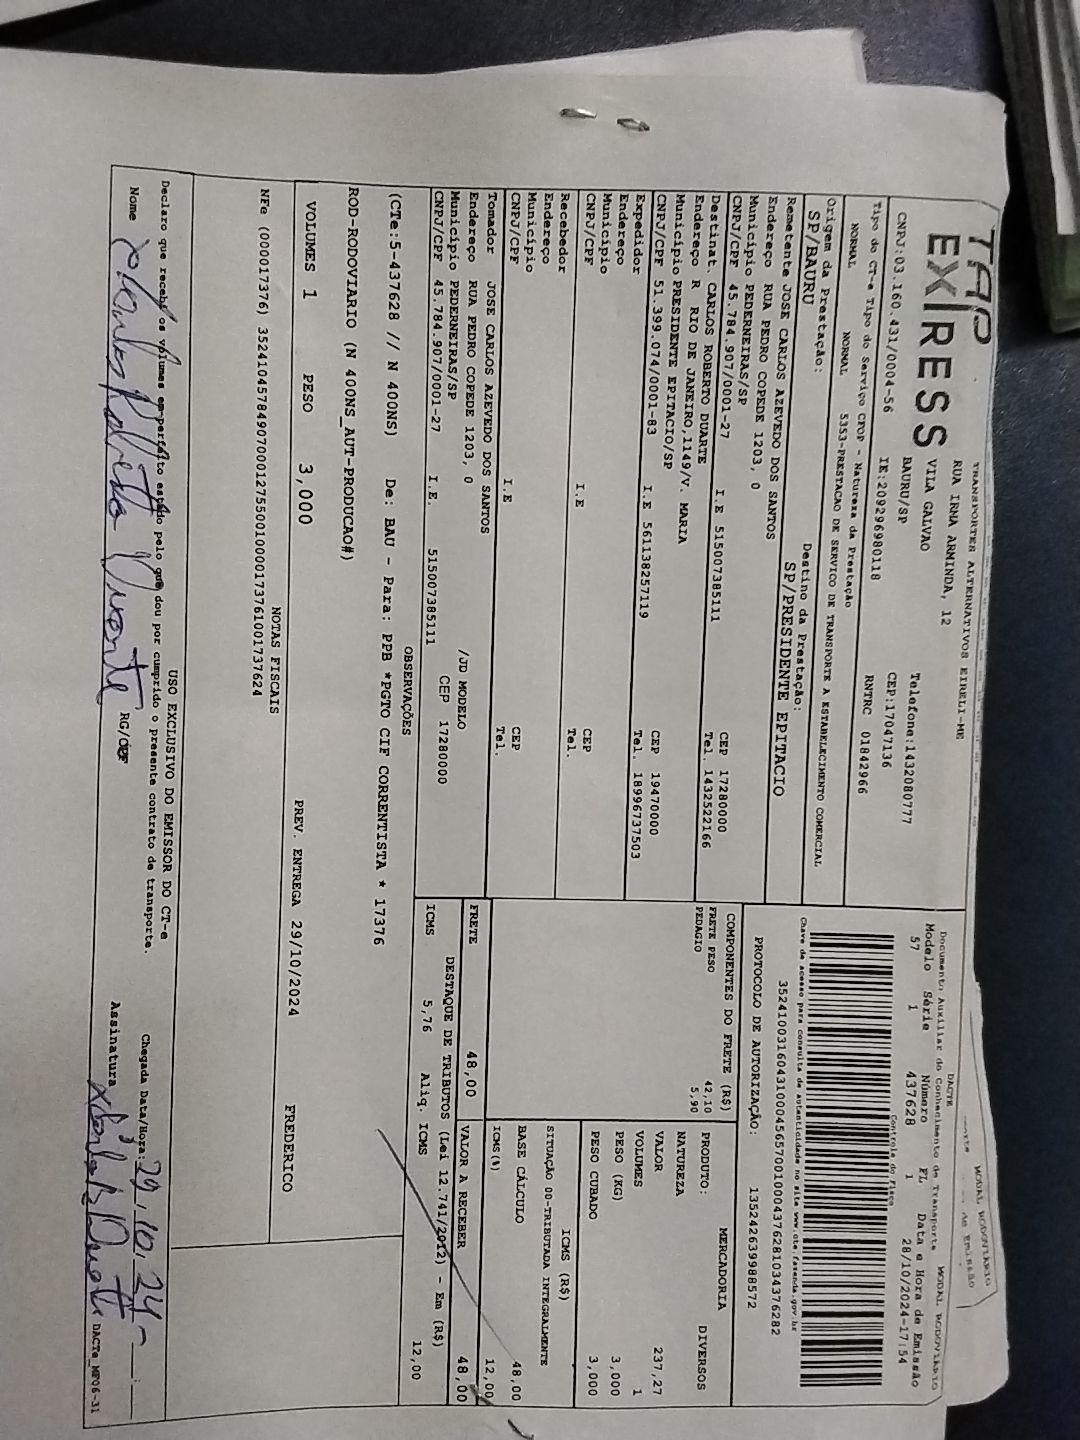 MODAL RODOVIÁRIO
TRANSPORTES ALTERNATIVOS EIRELI-ME
TAP EXPRESS
RUA IRNA ARMINDA, 12
VILA GALVAO
BAURU/SP
Telefone:1432080777
CEP:17047136
CNPJ:03.160.431/0004-56
IE:209296980118
RNTRC 01842966
Tipo do CT-e Tipo do Serviço CFOP - Natureza da Prestação
NORMAL NORMAL 5353-PRESTACAO DE SERVICO DE TRANSPORTE A ESTABELECIMENTO COMERCIAL
Origem da Prestação:
SP/BAURU
Destino da Prestação:
SP/PRESIDENTE EPITACIO
DACTE
Documento Auxiliar do Conhecimento de Transporte MODAL RODOVIÁRIO
Modelo Série Número FL Data e Hora de Emissão
57 1 437628 1 28/10/2024-17:54
Controle do Fisco
Chave de acesso para consulta de autenticidade no site www.cte.fazenda.gov.br
35241003160431000456570010004376281034376282
PROTOCOLO DE AUTORIZAÇÃO: 135242639988572
Remetente JOSE CARLOS AZEVEDO DOS SANTOS
Endereço RUA PEDRO COPEDE 1203, 0
Município PEDERNEIRAS/SP CEP 17280000
CNPJ/CPF 45.784.907/0001-27 I.E 515007385111 Tel. 1432522166
Destinat. CARLOS ROBERTO DUARTE
Endereço R RIO DE JANEIRO,1149/V. MARIA
Município PRESIDENTE EPITACIO/SP CEP 19470000
CNPJ/CPF 51.399.074/0001-83 I.E 561138257119 Tel. 18996737503
Expedidor
Endereço
Município CEP
CNPJ/CPF I.E Tel.
Recebedor
Endereço
Município CEP
CNPJ/CPF I.E Tel.
Tomador JOSE CARLOS AZEVEDO DOS SANTOS
Endereço RUA PEDRO COPEDE 1203, 0 /JD MODELO
Município PEDERNEIRAS/SP CEP 17280000
CNPJ/CPF 45.784.907/0001-27 I.E. 515007385111
COMPONENTES DO FRETE (R$)
FRETE PESO 42,10
PEDAGIO 5,90
MERCADORIA
PRODUTO: DIVERSOS
NATUREZA
VALOR 237,27
VOLUMES 1
PESO (KG) 3,000
PESO CUBADO 3,000
ICMS (R$)
SITUAÇÃO 00-TRIBUTADA INTEGRALMENTE
BASE CÁLCULO 48,00
ICMS(%) 12,00
FRETE 48,00 VALOR A RECEBER 48,00
DESTAQUE DE TRIBUTOS (Lei 12.741/2012) - Em (R$)
ICMS 5,76 Aliq. ICMS 12,00
OBSERVAÇÕES
(CTe:5-437628 // N 400NS) De: BAU - Para: PPB *PGTO CIF CORRENTISTA * 17376
ROD-RODOVIARIO (N 400NS_AUT-PRODUCAO#)
VOLUMES 1 PESO 3,000 PREV. ENTREGA 29/10/2024 FREDERICO
NOTAS FISCAIS
NFe (000017376) 35241045784907000127550010000173761001737624
USO EXCLUSIVO DO EMISSOR DO CT-e
Declaro que recebi os volumes em perfeito estado pelo que dou por cumprido o presente contrato de transporte. Chegada Data/Hora: 29.10.24
Nome x Carlos Roberto Duarte RG/CPF Assinatura DACTe_MP06-31